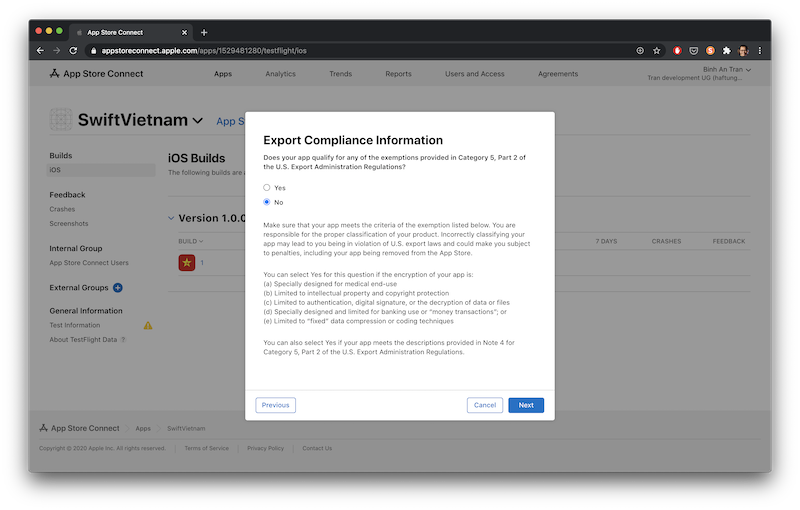 App Store Connect
appstoreconnect.apple.com/apps/1529481280/testflight/ios
App Store Connect
Apps
Analytics
Trends
Reports
Users and Access
Agreements
Binh An Tran
Tran development UG (haftung...
SwiftVietnam
App S
Builds
iOS
Feedback
Crashes
Screenshots
Internal Group
App Store Connect Users
External Groups
General Information
Test Information
About TestFlight Data ?
iOS Builds
The following builds are a
Version 1.0.0
BUILD
7 DAYS
CRASHES
FEEDBACK
1
Export Compliance Information
Does your app qualify for any of the exemptions provided in Category 5, Part 2 of
the U.S. Export Administration Regulations?
Yes
No
Make sure that your app meets the criteria of the exemption listed below. You are
responsible for the proper classification of your product. Incorrectly classifying your
app may lead to you being in violation of U.S. export laws and could make you subject
to penalties, including your app being removed from the App Store.
You can select Yes for this question if the encryption of your app is:
(a) Specially designed for medical end-use
(b) Limited to intellectual property and copyright protection
(c) Limited to authentication, digital signature, or the decryption of data or files
(d) Specially designed and limited for banking use or “money transactions”; or
(e) Limited to “fixed” data compression or coding techniques
You can also select Yes if your app meets the descriptions provided in Note 4 for
Category 5, Part 2 of the U.S. Export Administration Regulations.
Previous
Cancel
Next
App Store Connect
Apps
SwiftVietnam
Copyright © 2020 Apple Inc. All rights reserved.
Terms of Service
Privacy Policy
Contact Us